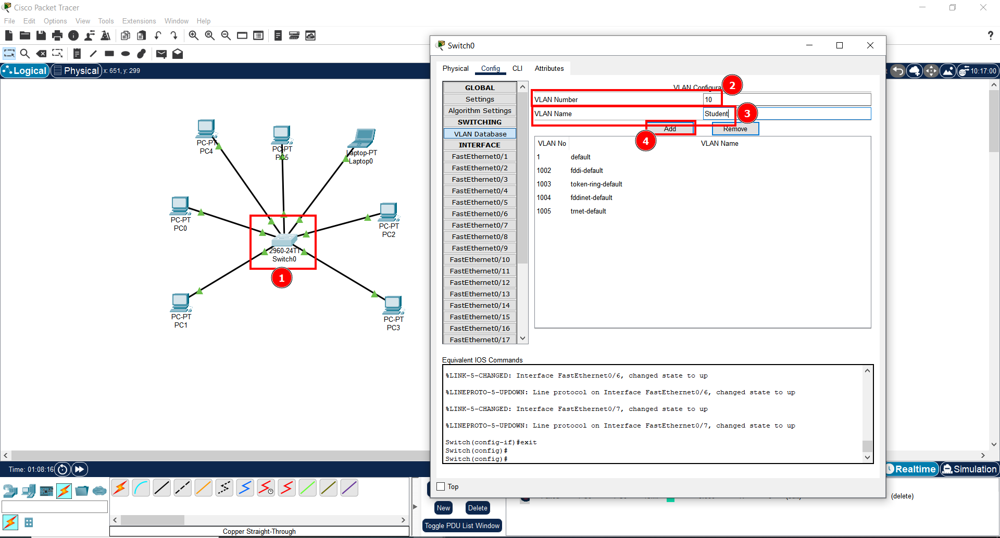 Cisco Packet Tracer
File Edit Options View Tools Extensions Window Help
Logical Physical x: 651, y: 299
10:17:00
PC-PT
PC4
PC-PT
PC5
Laptop-PT
Laptop0
PC-PT
PC0
PC-PT
PC2
2960-24TT
Switch0
1
PC-PT
PC1
PC-PT
PC3
Switch0
Physical Config CLI Attributes
GLOBAL
Settings
Algorithm Settings
SWITCHING
VLAN Database
INTERFACE
FastEthernet0/1
FastEthernet0/2
FastEthernet0/3
FastEthernet0/4
FastEthernet0/5
FastEthernet0/6
FastEthernet0/7
FastEthernet0/8
FastEthernet0/9
FastEthernet0/10
FastEthernet0/11
FastEthernet0/12
FastEthernet0/13
FastEthernet0/14
FastEthernet0/15
FastEthernet0/16
FastEthernet0/17
VLAN Configura
2
VLAN Number 10
VLAN Name Student
3
Add Remove
4
VLAN No VLAN Name
1 default
1002 fddi-default
1003 token-ring-default
1004 fddinet-default
1005 trnet-default
Equivalent IOS Commands
%LINK-5-CHANGED: Interface FastEthernet0/6, changed state to up
%LINEPROTO-5-UPDOWN: Line protocol on Interface FastEthernet0/6, changed state to up
%LINK-5-CHANGED: Interface FastEthernet0/7, changed state to up
%LINEPROTO-5-UPDOWN: Line protocol on Interface FastEthernet0/7, changed state to up
Switch(config-if)#exit
Switch(config)#
Switch(config)#
Top
Time: 01:08:16
Realtime Simulation
New Delete
Toggle PDU List Window
(delete)
Copper Straight-Through